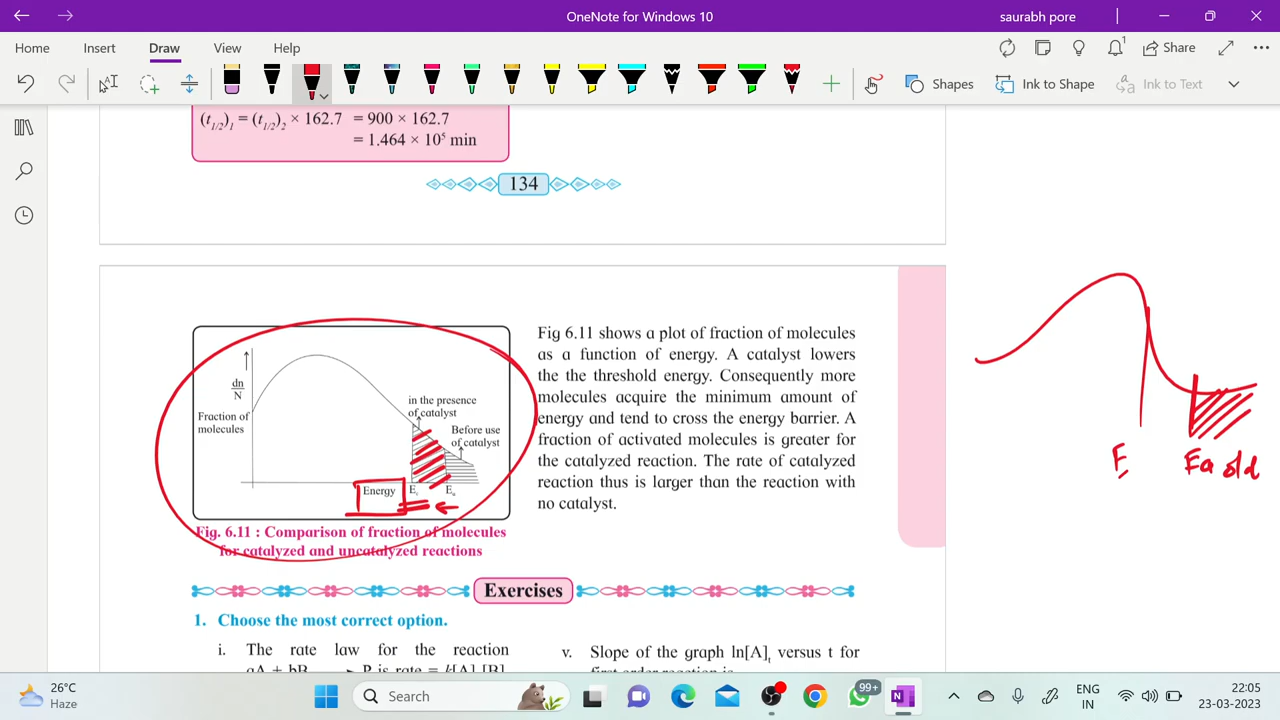 OneNote for Windows 10
saurabh pore
Home
Insert
Draw
View
Help
Share
Shapes
Ink to Shape
Ink to Text
(t1/2)1 = (t1/2)2 × 162.7 = 900 × 162.7
= 1.464 × 10⁵ min
134
dn
N
Fraction of
molecules
in the presence
of catalyst
Before use
of catalyst
Energy
Fig. 6.11 : Comparison of fraction of molecules
for catalyzed and uncatalyzed reactions
Fig 6.11 shows a plot of fraction of molecules
as a function of energy. A catalyst lowers
the the threshold energy. Consequently more
molecules acquire the minimum amount of
energy and tend to cross the energy barrier. A
fraction of activated molecules is greater for
the catalyzed reaction. The rate of catalyzed
reaction thus is larger than the reaction with
no catalyst.
E
Ea old
Exercises
1. Choose the most correct option.
i. The rate law for the reaction
v. Slope of the graph ln[A]t versus t for
26°C
Haze
Search
99+
ENG
IN
22:05
23-03-2023